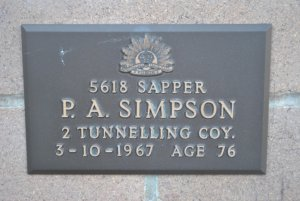 5618 SAPPER
P. A. SIMPSON
2 TUNNELLING COY.
3-10-1967 AGE 76